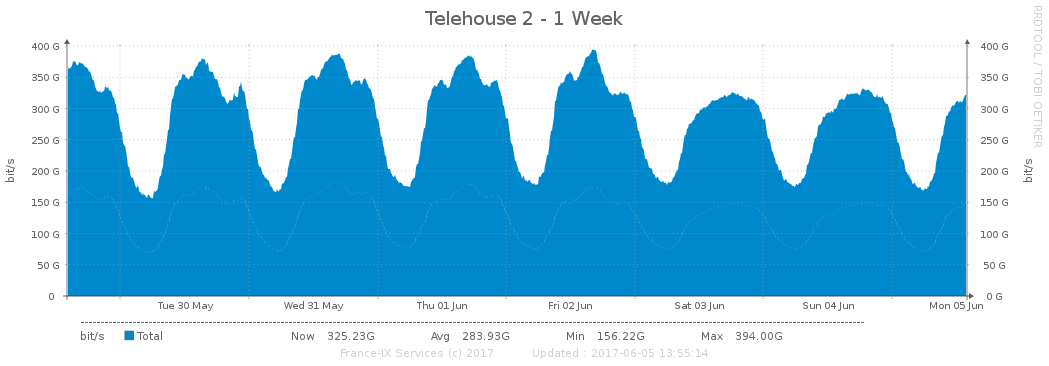 Telehouse 2 - 1 Week
RRDTOOL / TOBI OETIKER
bit/s
400 G 400 G
350 G 350 G
300 G 300 G
250 G 250 G
200 G 200 G
150 G 150 G
100 G 100 G
50 G 50 G
0 0 G
bit/s
Tue 30 May Wed 31 May Thu 01 Jun Fri 02 Jun Sat 03 Jun Sun 04 Jun Mon 05 Jun
bit/s Total Now 325.23G Avg 283.93G Min 156.22G Max 394.00G
France-IX Services (c) 2017 Updated : 2017-06-05 13:55:14